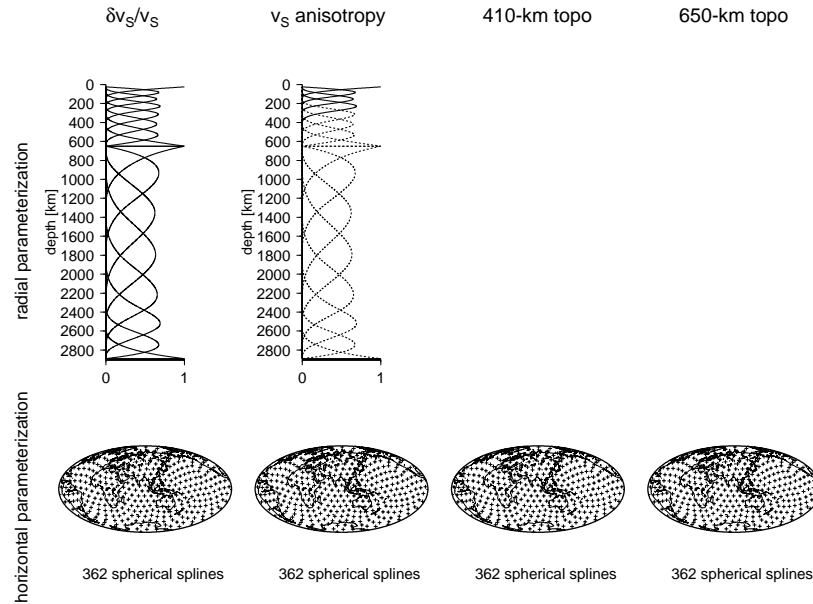 δvS/vS
vS anisotropy
410-km topo
650-km topo
radial parameterization
depth [km]
0
200
400
600
800
1000
1200
1400
1600
1800
2000
2200
2400
2600
2800
0 1
depth [km]
0
200
400
600
800
1000
1200
1400
1600
1800
2000
2200
2400
2600
2800
0 1
horizontal parameterization
362 spherical splines
362 spherical splines
362 spherical splines
362 spherical splines